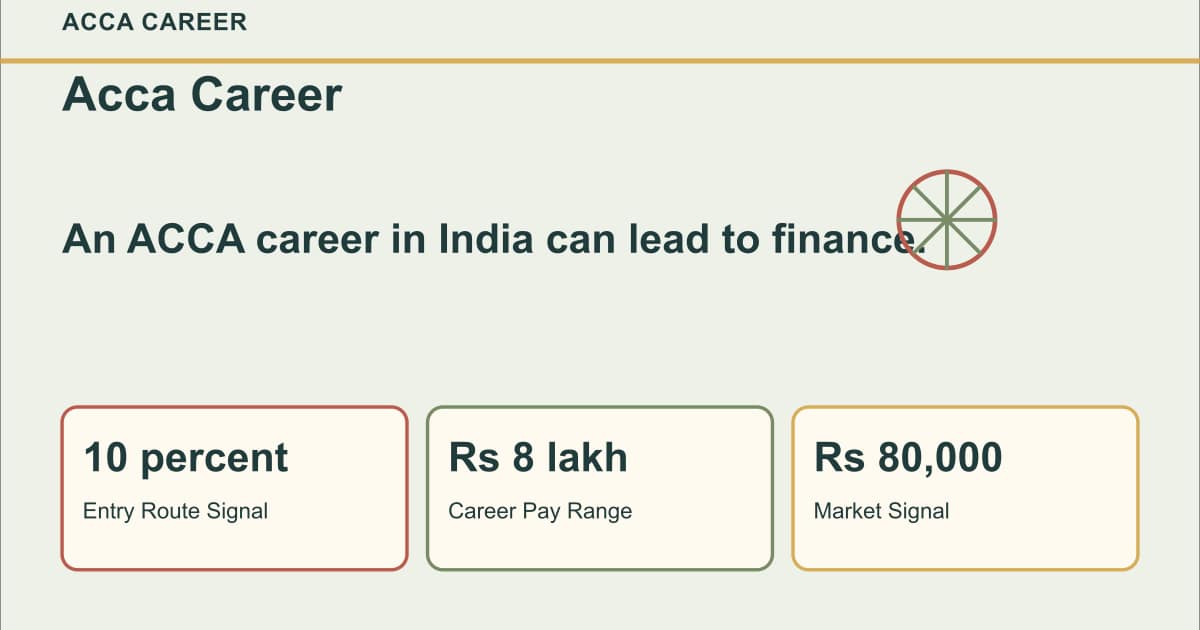 ACCA CAREER
Acca Career
An ACCA career in India can lead to finance.
10 percent
Entry Route Signal
Rs 8 lakh
Career Pay Range
Rs 80,000
Market Signal